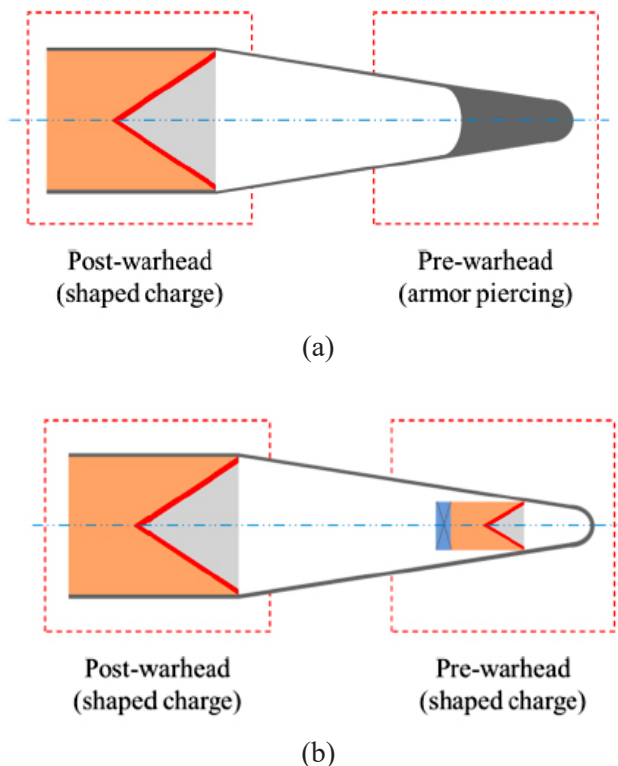 Post-warhead
(shaped charge)
Pre-warhead
(armor piercing)
(a)
Post-warhead
(shaped charge)
Pre-warhead
(shaped charge)
(b)